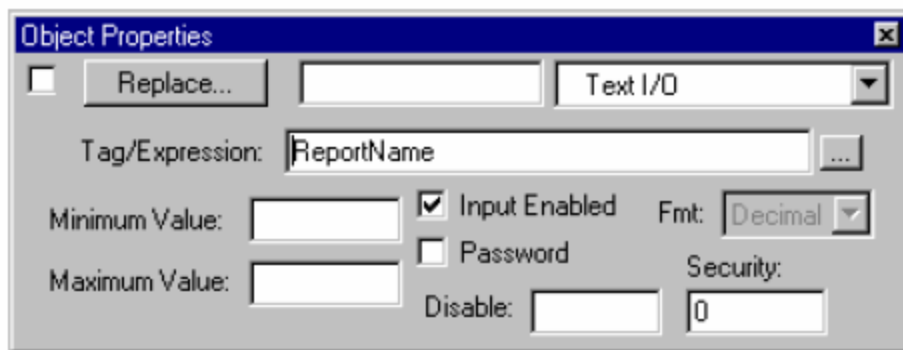 Object Properties
Replace... Text I/O
Tag/Expression: ReportName ...
Minimum Value: Input Enabled Fmt: Decimal
Password
Maximum Value: Security:
Disable: 0